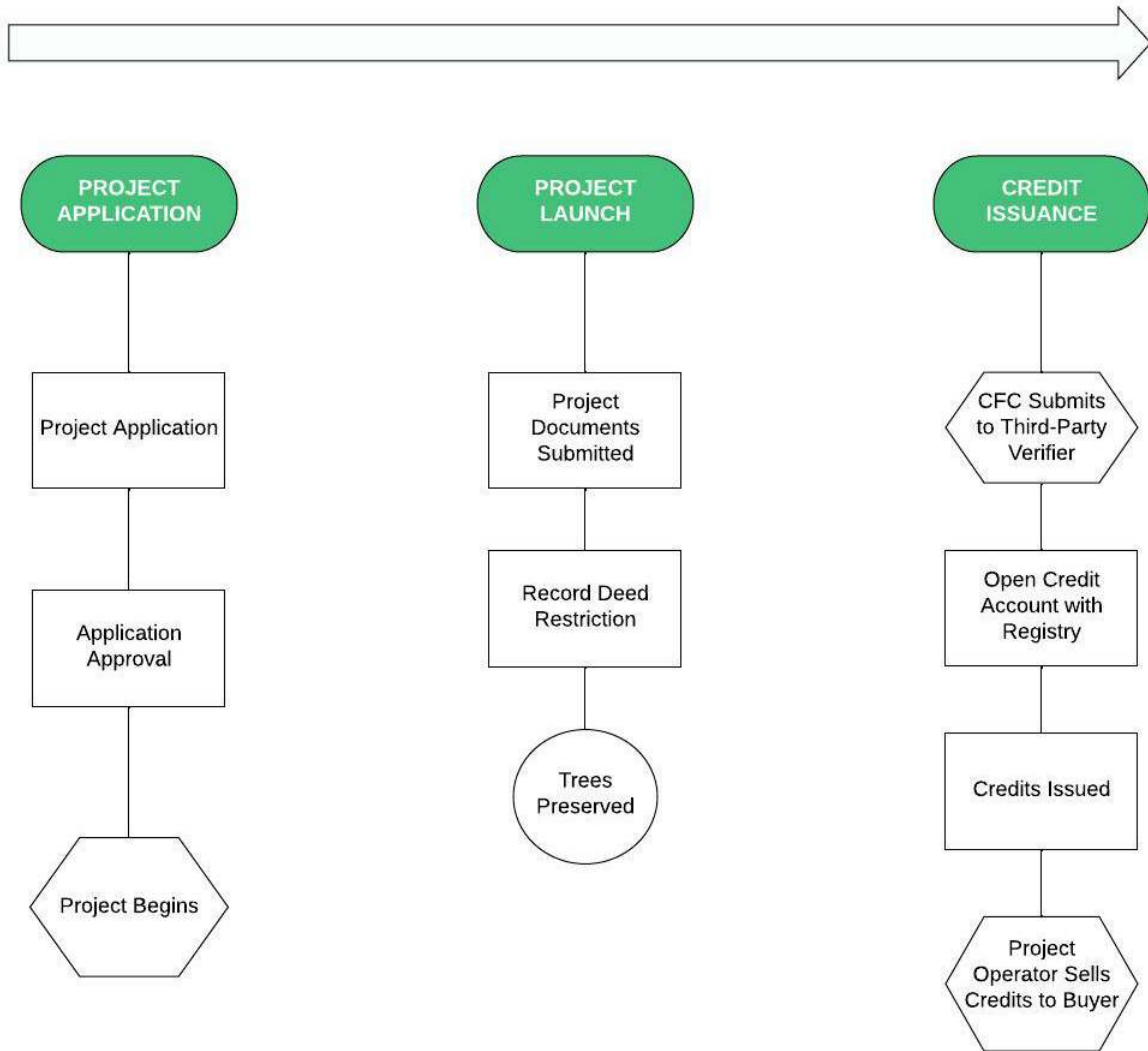 PROJECT
APPLICATION
Project Application
Application
Approval
Project Begins
PROJECT
LAUNCH
Project
Documents
Submitted
Record Deed
Restriction
Trees
Preserved
CREDIT
ISSUANCE
CFC Submits
to Third-Party
Verifier
Open Credit
Account with
Registry
Credits Issued
Project
Operator Sells
Credits to Buyer